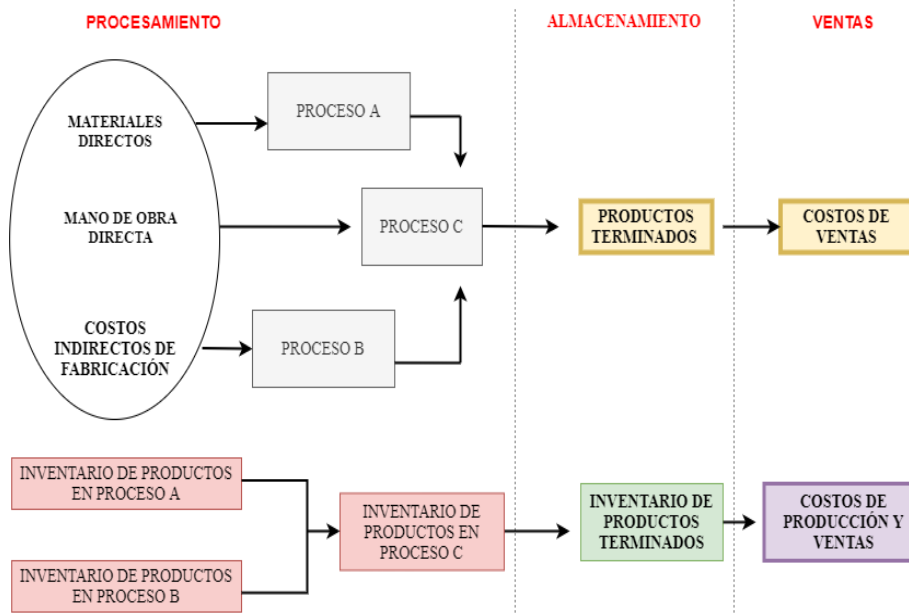 PROCESAMIENTO
ALMACENAMIENTO
VENTAS
MATERIALES
DIRECTOS
PROCESO A
MANO DE OBRA
DIRECTA
PROCESO C
PRODUCTOS
TERMINADOS
COSTOS DE
VENTAS
COSTOS
INDIRECTOS DE
FABRICACIÓN
PROCESO B
INVENTARIO DE PRODUCTOS
EN PROCESO A
INVENTARIO DE
PRODUCTOS EN
PROCESO C
INVENTARIO DE
PRODUCTOS
TERMINADOS
COSTOS DE
PRODUCCIÓN Y
VENTAS
INVENTARIO DE PRODUCTOS
EN PROCESO B